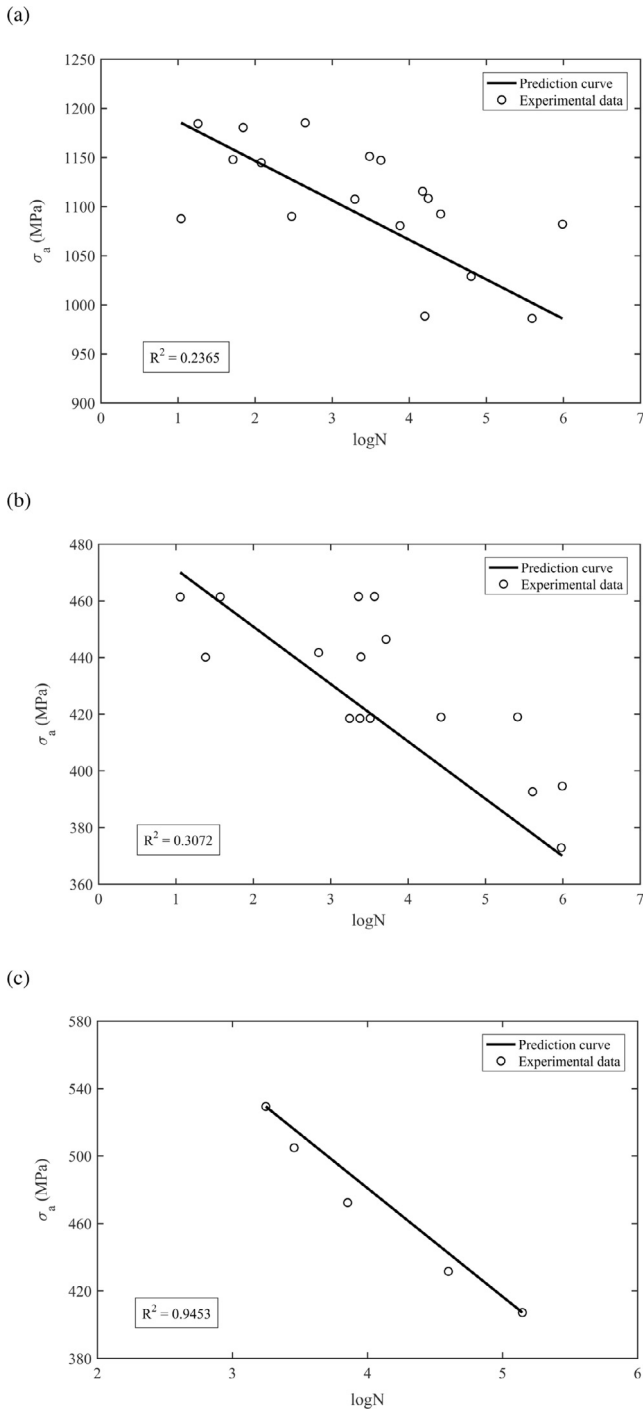 (a)
1250
1200
1150
1100
1050
1000
950
900
σa (MPa)
Prediction curve
Experimental data
R2 = 0.2365
0 1 2 3 4 5 6 7
logN
(b)
480
460
440
420
400
380
360
σa (MPa)
Prediction curve
Experimental data
R2 = 0.3072
0 1 2 3 4 5 6 7
logN
(c)
580
540
500
460
420
380
σa (MPa)
Prediction curve
Experimental data
R2 = 0.9453
2 3 4 5 6
logN